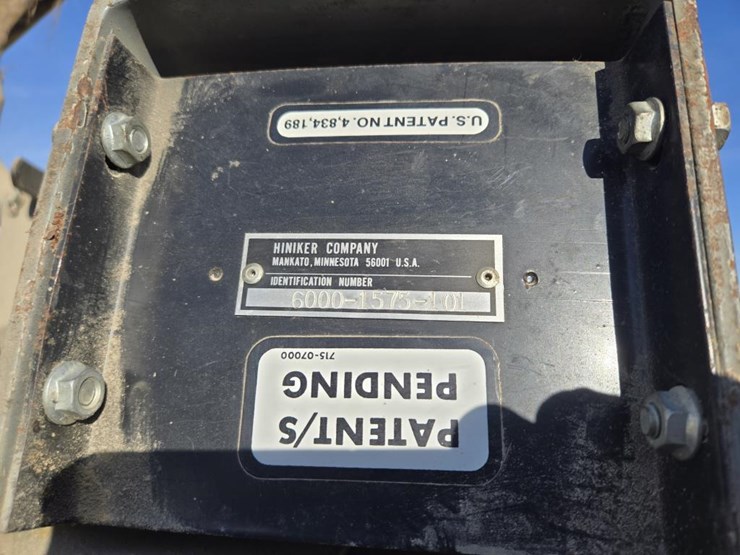 U.S. PATENT NO. 4,834,189
HINIKER COMPANY
MANKATO, MINNESOTA 56001 U.S.A.
IDENTIFICATION NUMBER
6000-1573-101
PATENT/S
PENDING
715-07000